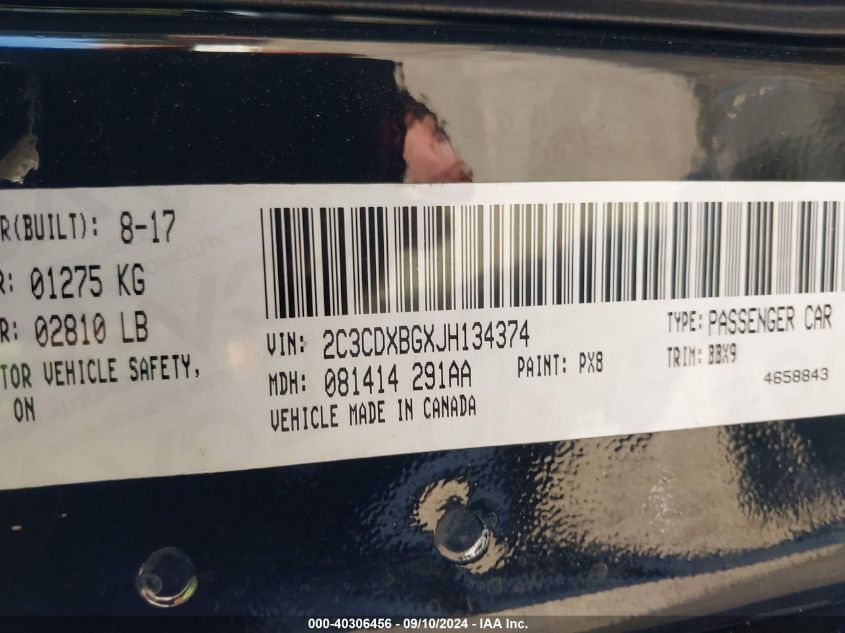 R(BUILT): 8-17
R: 01275 KG
R: 02810 LB
TOR VEHICLE SAFETY,
ON
VIN: 2C3CDXBGXJH134374
TYPE: PASSENGER CAR
MDH: 081414 291AA
PAINT: PX8
TRIM: BBX9
VEHICLE MADE IN CANADA
4658843
000-40306456 - 09/10/2024 - IAA Inc.